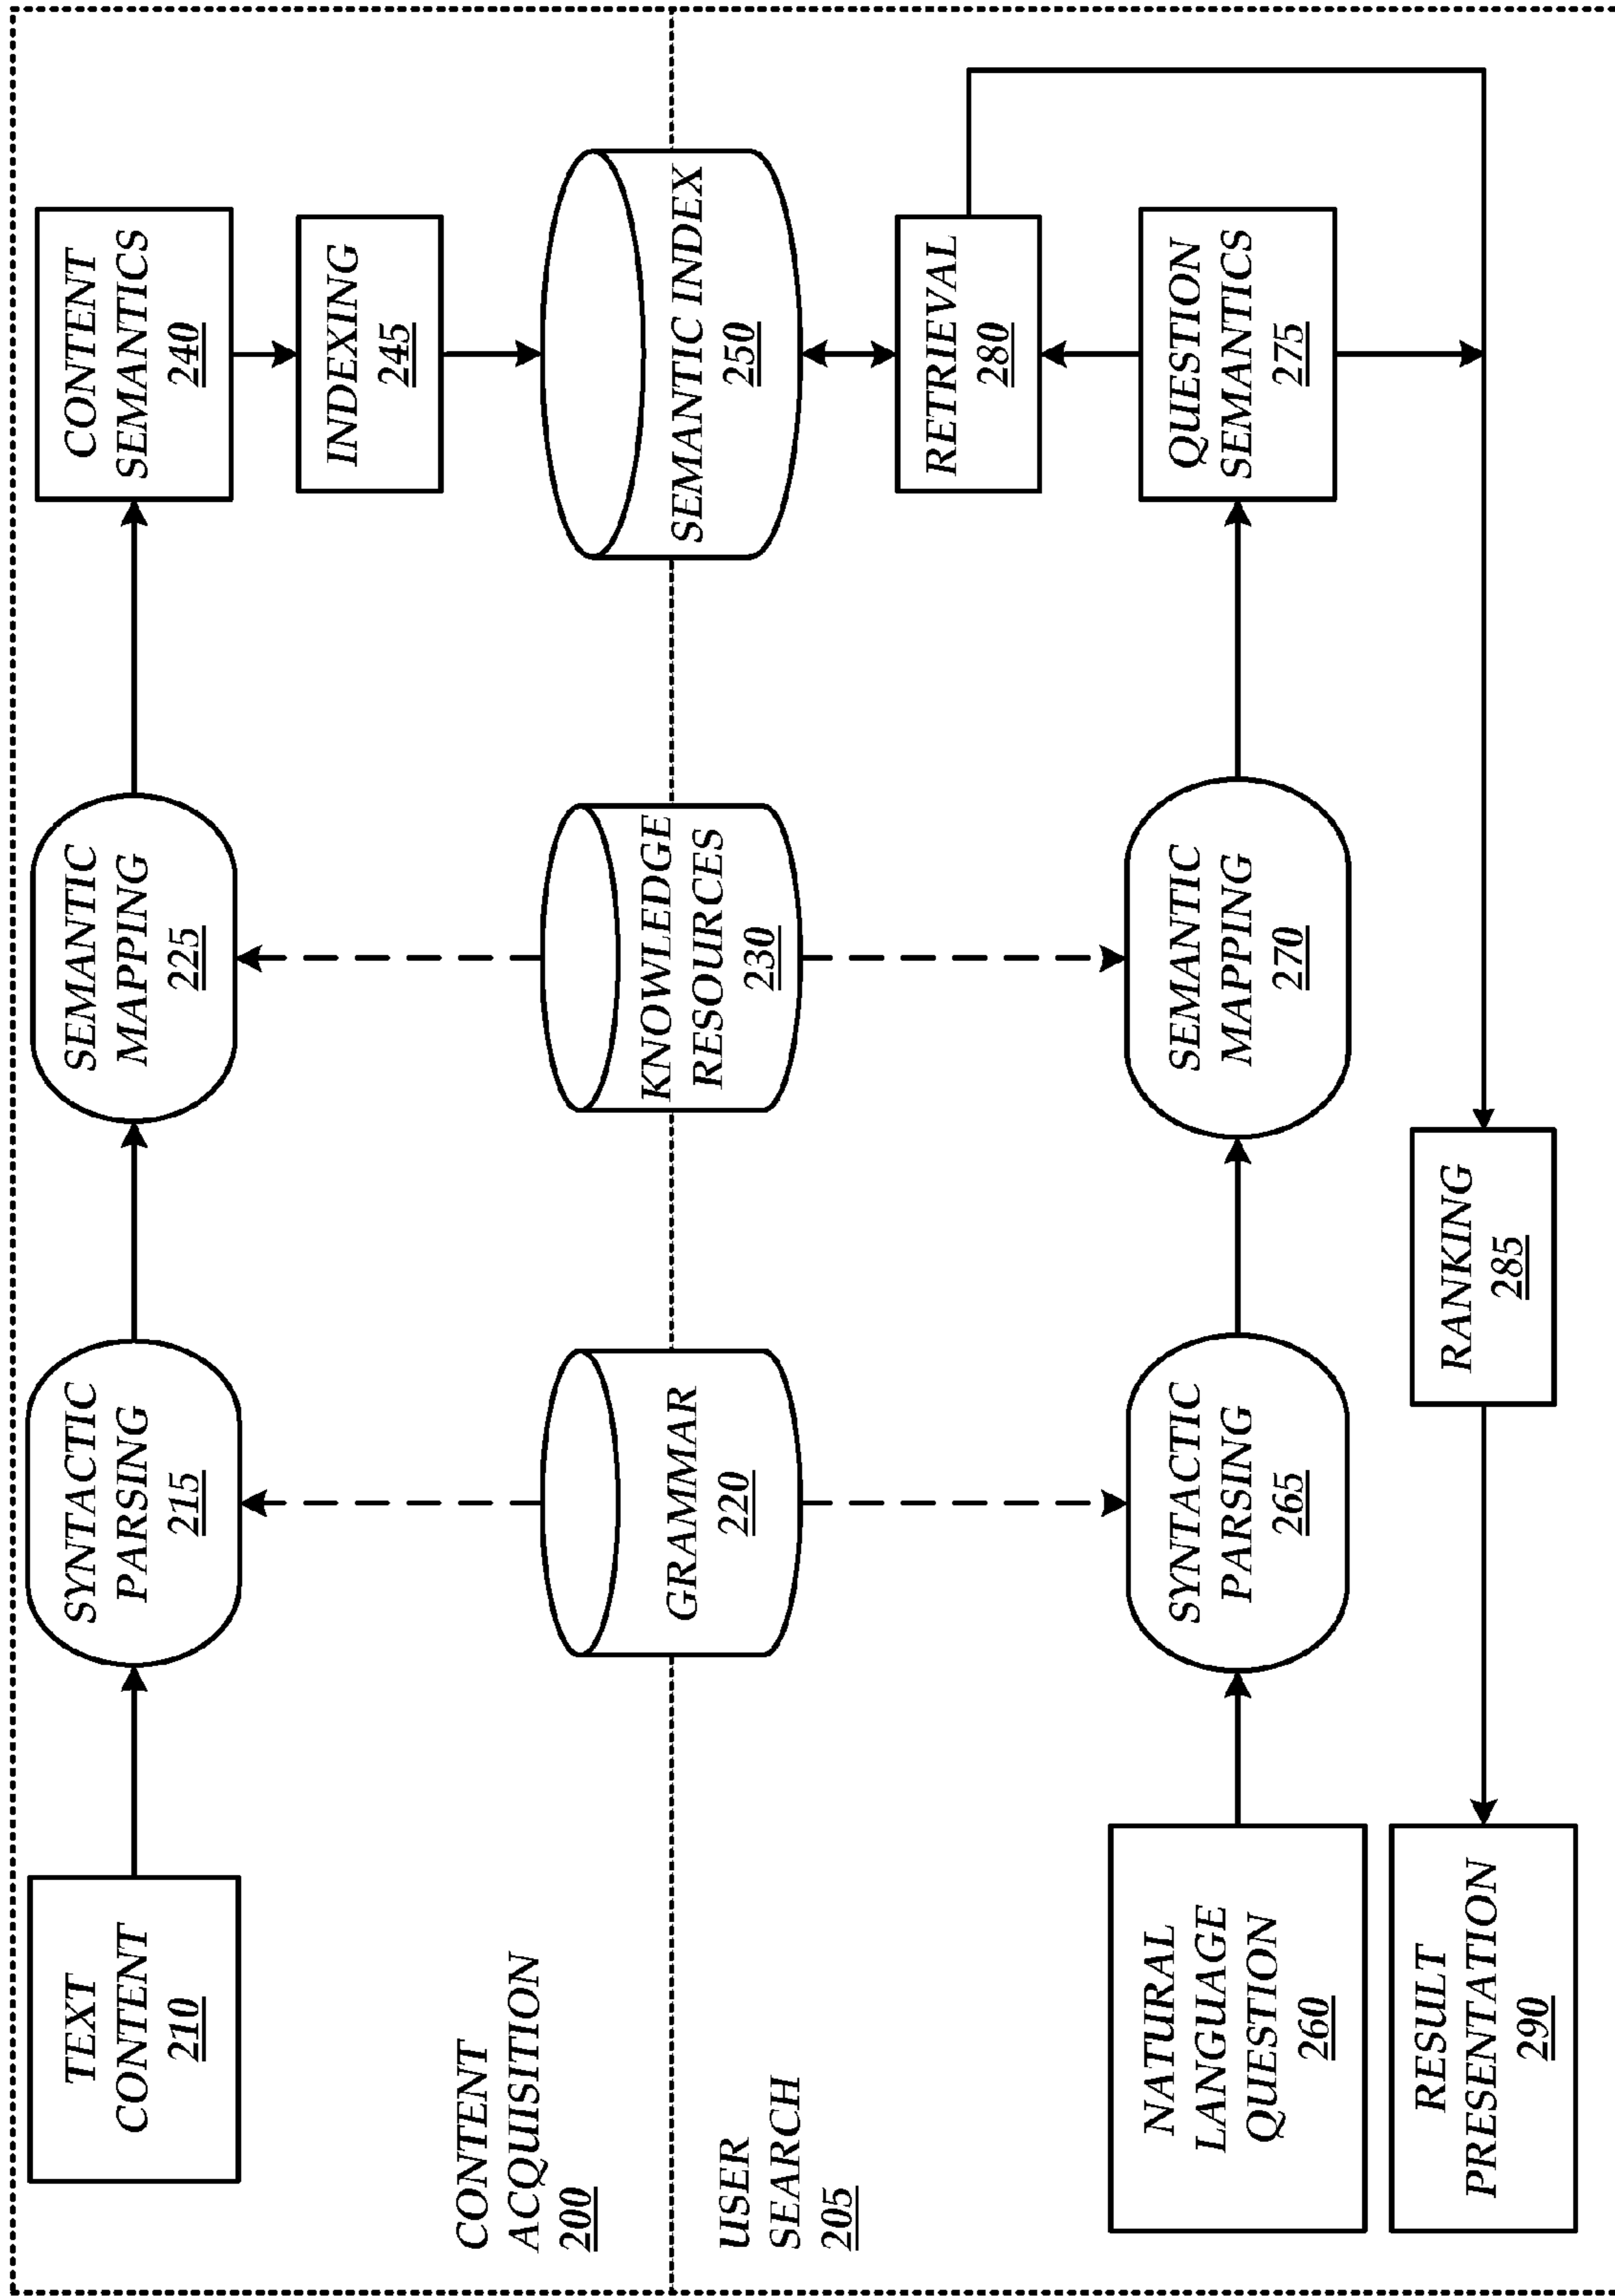 TEXT
CONTENT
210
SYNTACTIC
PARSING
215
SEMANTIC
MAPPING
225
CONTENT
SEMANTICS
240
INDEXING
245
CONTENT
ACQUISITION
200
GRAMMAR
220
KNOWLEDGE
RESOURCES
230
SEMANTIC INDEX
250
USER
SEARCH
205
RETRIEVAL
280
NATURAL
LANGUAGE
QUESTION
260
SYNTACTIC
PARSING
265
SEMANTIC
MAPPING
270
QUESTION
SEMANTICS
275
RESULT
PRESENTATION
290
RANKING
285